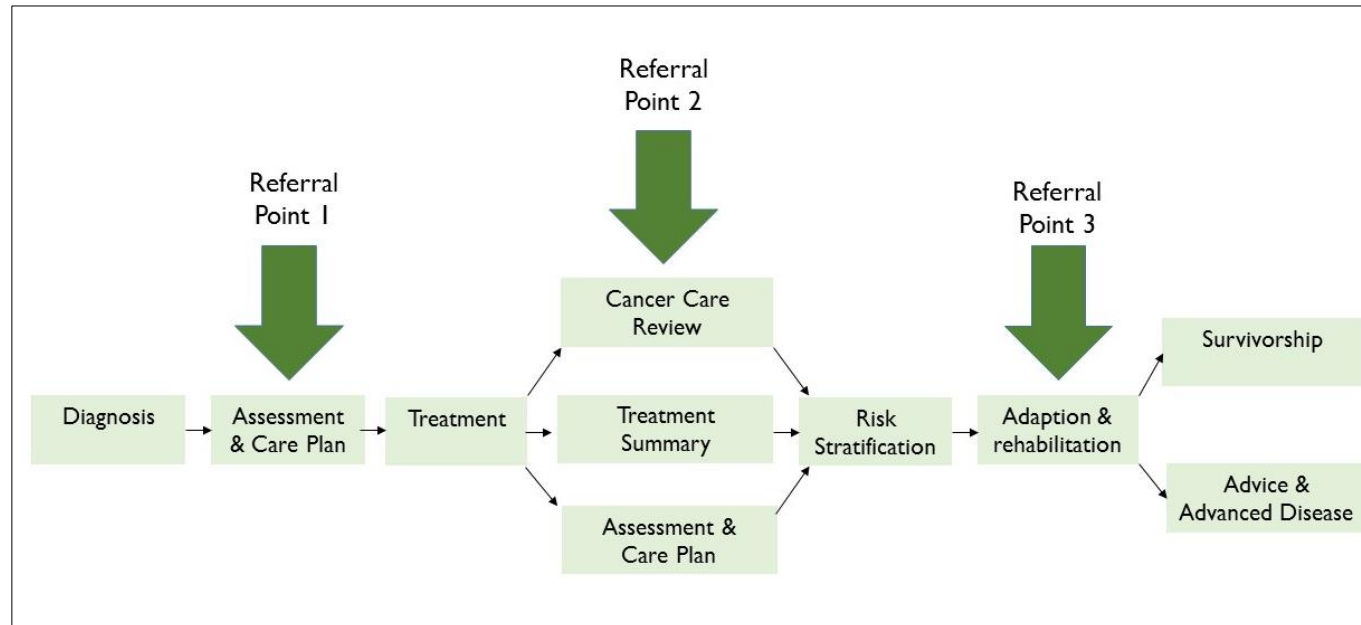 Referral
Point 1
Referral
Point 2
Referral
Point 3
Diagnosis
Assessment
& Care Plan
Treatment
Cancer Care
Review
Treatment
Summary
Assessment &
Care Plan
Risk
Stratification
Adaption &
rehabilitation
Survivorship
Advice &
Advanced Disease